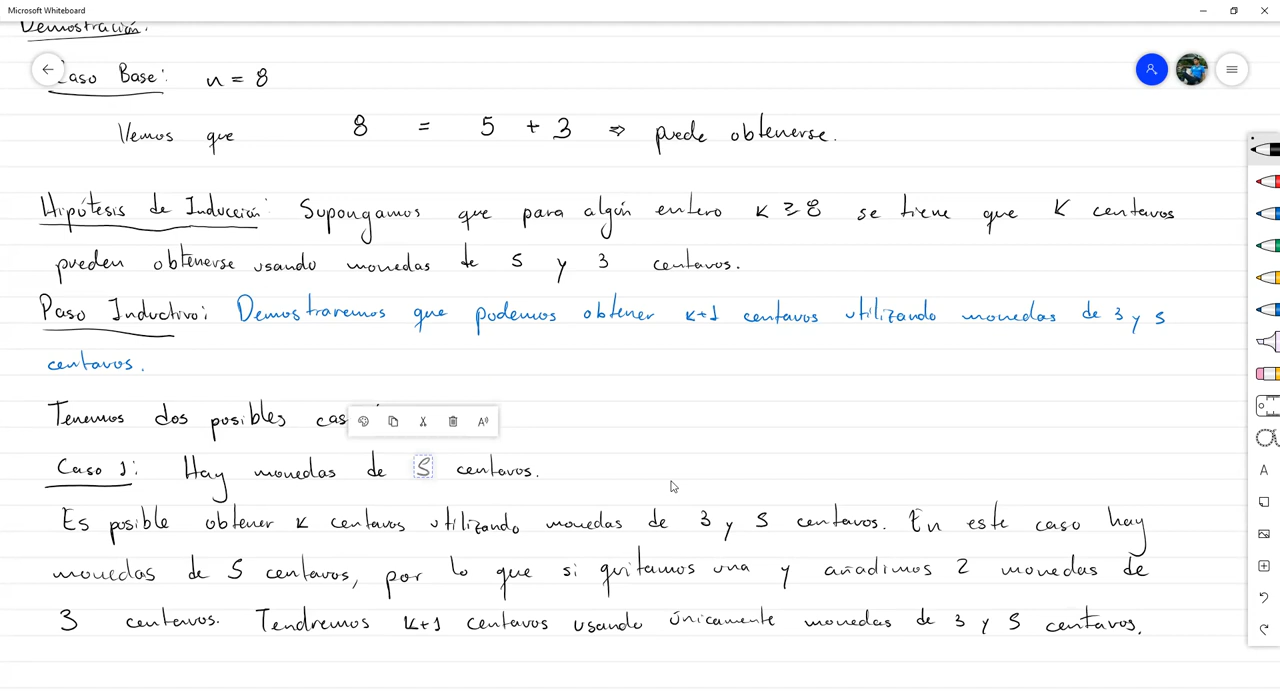 Microsoft Whiteboard
Demostración:
Caso Base: n = 8
Vemos que 8 = 5 + 3 ⇒ puede obtenerse.
Hipótesis de Inducción: Supongamos que para algún entero K ≥ 8 se tiene que K centavos
pueden obtenerse usando monedas de 5 y 3 centavos.
Paso Inductivo: Demostraremos que podemos obtener K+1 centavos utilizando monedas de 3 y 5
centavos.
Tenemos dos posibles
Caso 1: Hay monedas de 5 centavos.
Es posible obtener K centavos utilizando monedas de 3 y 5 centavos. En este caso hay
monedas de 5 centavos, por lo que si quitamos una y añadimos 2 monedas de
3 centavos. Tendremos K+1 centavos usando únicamente monedas de 3 y 5 centavos.